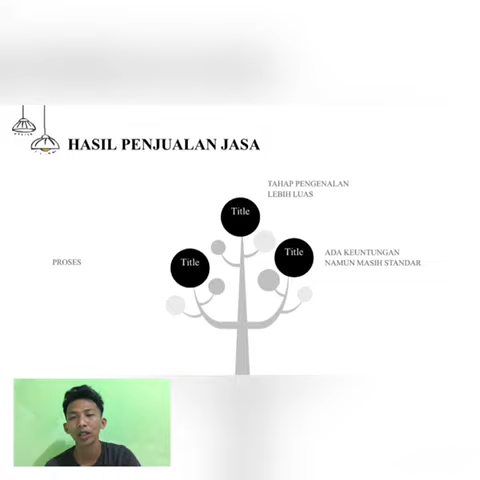 HASIL PENJUALAN JASA
TAHAP PENGENALAN
LEBIH LUAS
Title
Title
Title
PROSES
ADA KEUNTUNGAN
NAMUN MASIH STANDAR